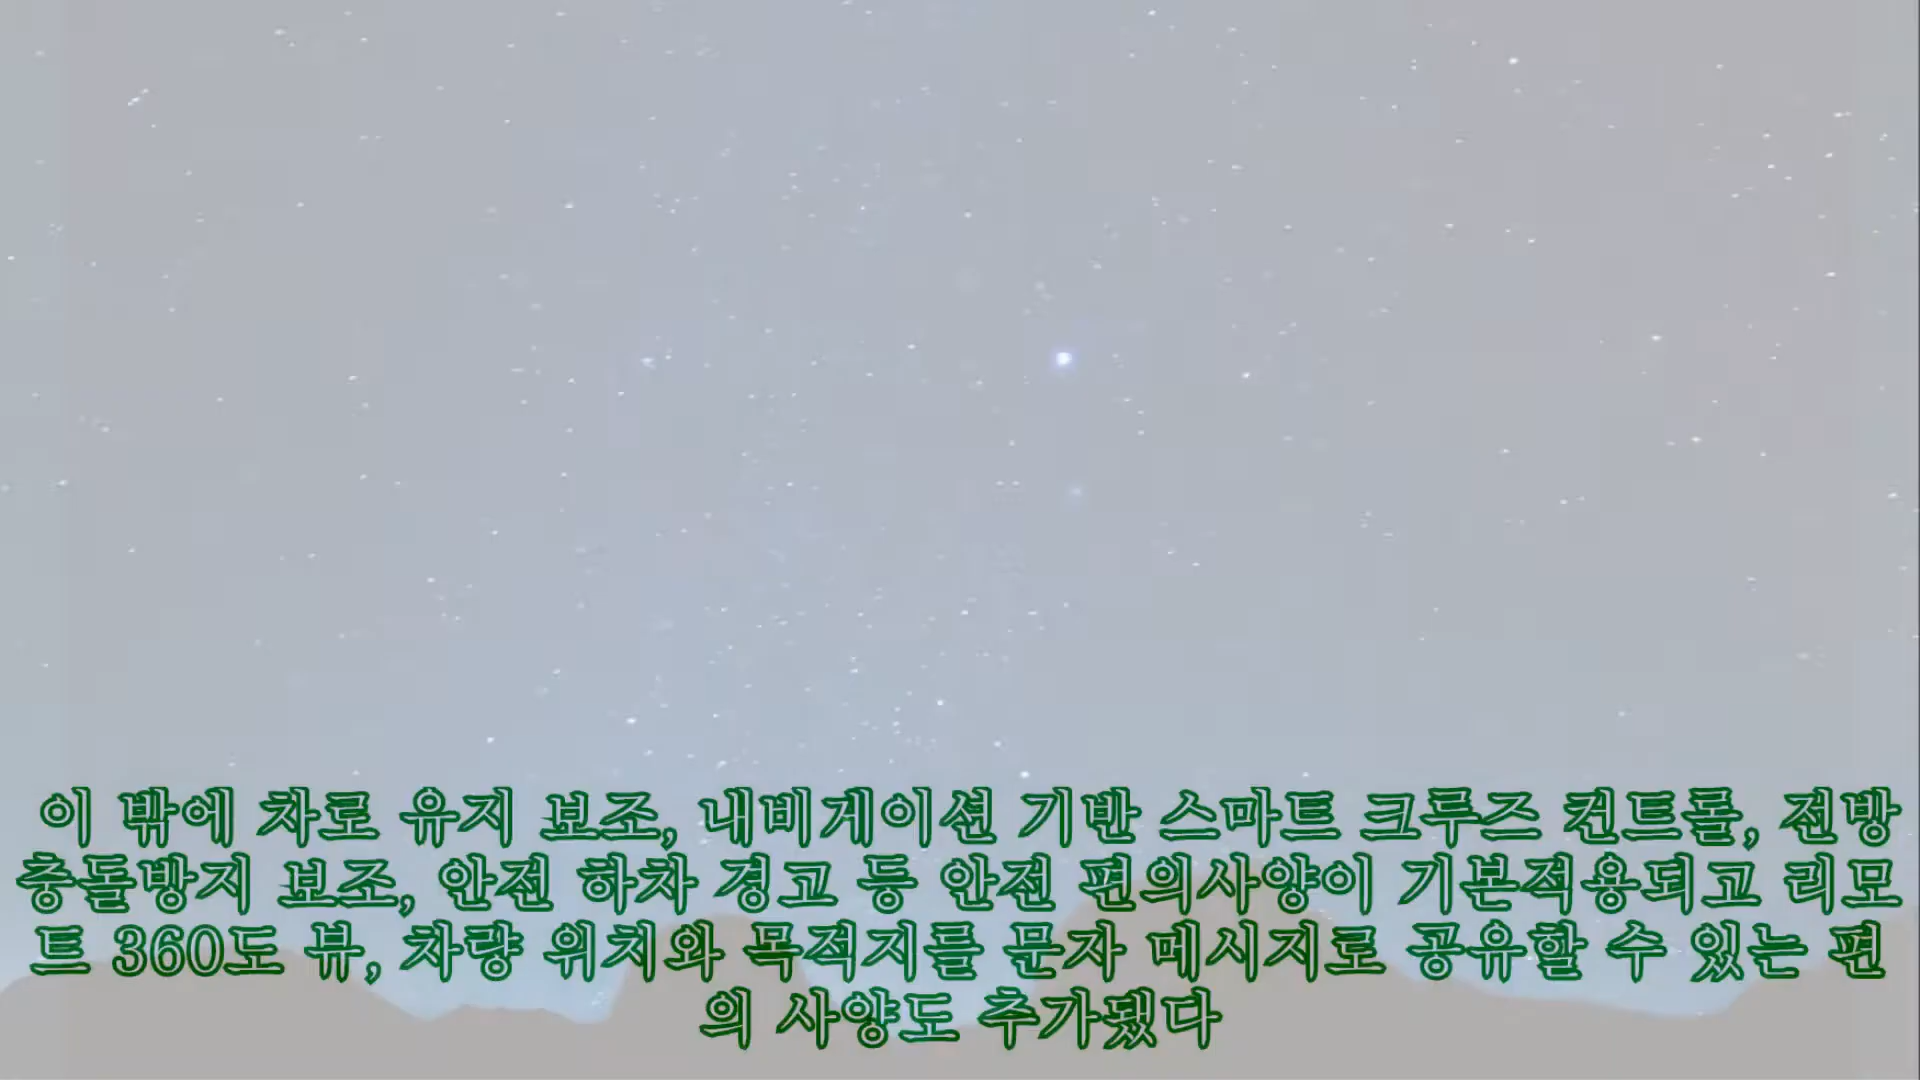 이 밖에 차로 유지 보조, 내비게이션 기반 스마트 크루즈 컨트롤, 전방
충돌방지 보조, 안전 하차 경고 등 안전 편의사양이 기본적용되고 리모
트 360도 뷰, 차량 위치와 목적지를 문자 메시지로 공유할 수 있는 편
의 사양도 추가됐다